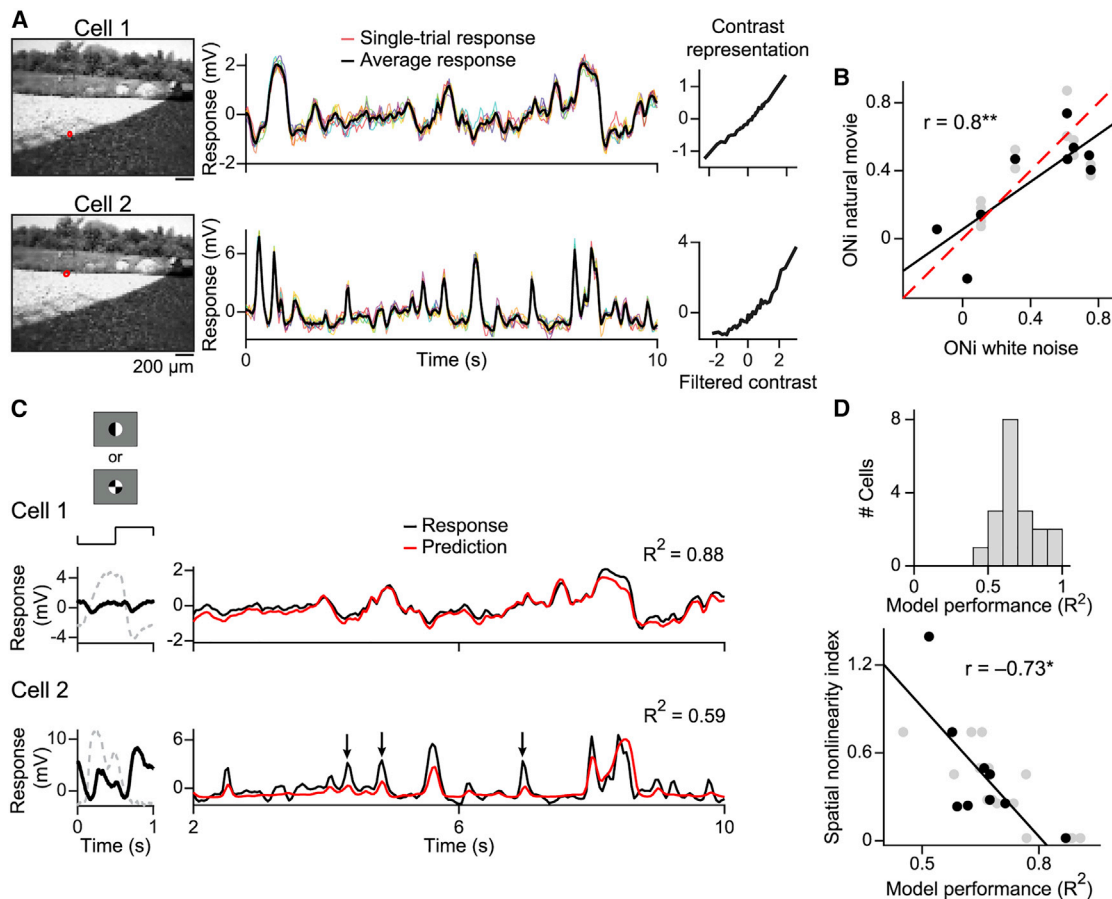 A
Cell 1
Response (mV)
2
0
-2
Single-trial response
Average response
Contrast
representation
1
0
-1
-2
0
2
Cell 2
200 μm
Response (mV)
6
0
0
10
Time (s)
4
0
-2 0 2
Filtered contrast
B
r = 0.8**
ONi natural movie
0.8
0.4
0
0 0.4 0.8
ONi white noise
C
or
Cell 1
Response
(mV)
4
0
-4
Response
Prediction
R² = 0.88
2
0
-2
Cell 2
Response
(mV)
10
0
0 1
Time (s)
R² = 0.59
6
0
2 6 10
Time (s)
D
# Cells
8
4
0
0 0.5 1
Model performance (R²)
Spatial nonlinearity index
1.2
0.6
0
r = –0.73*
0.5 0.8
Model performance (R²)